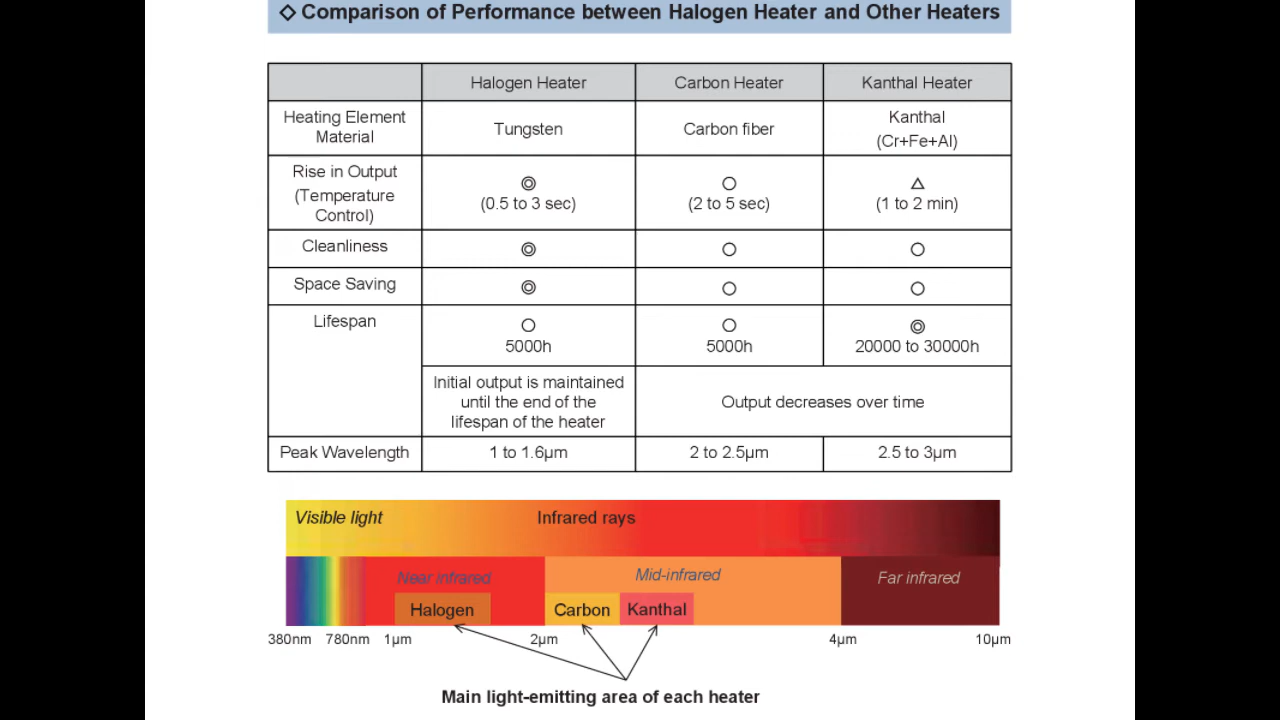 ◇ Comparison of Performance between Halogen Heater and Other Heaters
Halogen Heater Carbon Heater Kanthal Heater
Heating Element
Material
Tungsten
Carbon fiber
Kanthal
(Cr+Fe+Al)
Rise in Output
(Temperature
Control)
◎
(0.5 to 3 sec)
○
(2 to 5 sec)
△
(1 to 2 min)
Cleanliness ◎ ○ ○
Space Saving ◎ ○ ○
Lifespan
◎
○
5000h
○
5000h
20000 to 30000h
Initial output is maintained
until the end of the
lifespan of the heater
Output decreases over time
Peak Wavelength 1 to 1.6µm 2 to 2.5µm 2.5 to 3µm
Visible light Infrared rays
Near infrared Mid-infrared Far infrared
Halogen Carbon Kanthal
380nm 780nm 1µm 2µm 4µm 10µm
Main light-emitting area of each heater